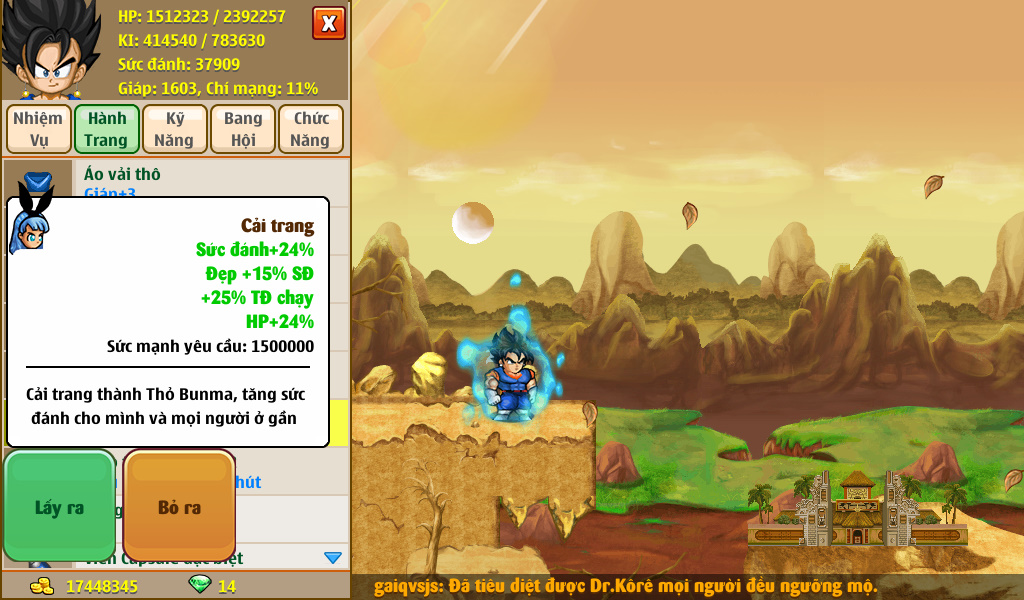 HP: 1512323 / 2392257
KI: 414540 / 783630
Sức đánh: 37909
Giáp: 1603, Chí mạng: 11%
X
Nhiệm Vụ
Hành Trang
Kỹ Năng
Bang Hội
Chức Năng
Áo vải thô
Giáp+3
Cải trang
Sức đánh+24%
Đẹp +15% SĐ
+25% TĐ chạy
HP+24%
Sức mạnh yêu cầu: 1500000
Cải trang thành Thỏ Bunma, tăng sức
đánh cho mình và mọi người ở gần
Lấy ra
Bỏ ra
Viên Capsule đặc biệt
17448345
14
gaiqvsjs: Đã tiêu diệt được Dr.Kôrê mọi người đều ngưỡng mộ.